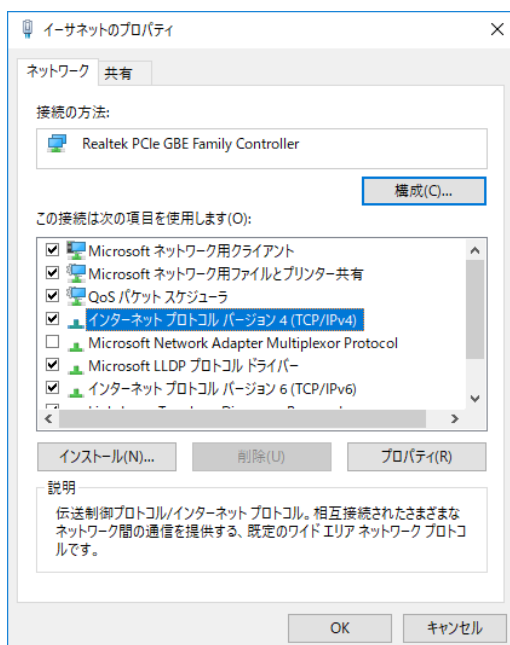 イーサネットのプロパティ
ネットワーク
共有
接続の方法:
Realtek PCIe GBE Family Controller
構成(C)...
この接続は次の項目を使用します(O):
Microsoft ネットワーク用クライアント
Microsoft ネットワーク用ファイルとプリンター共有
QoS パケット スケジューラ
インターネット プロトコル バージョン 4 (TCP/IPv4)
Microsoft Network Adapter Multiplexor Protocol
Microsoft LLDP プロトコル ドライバー
インターネット プロトコル バージョン 6 (TCP/IPv6)
インストール(N)...
削除(U)
プロパティ(R)
説明
伝送制御プロトコル/インターネット プロトコル。相互接続されたさまざまな
ネットワーク間の通信を提供する、既定のワイド エリア ネットワーク プロトコ
ルです。
OK
キャンセル